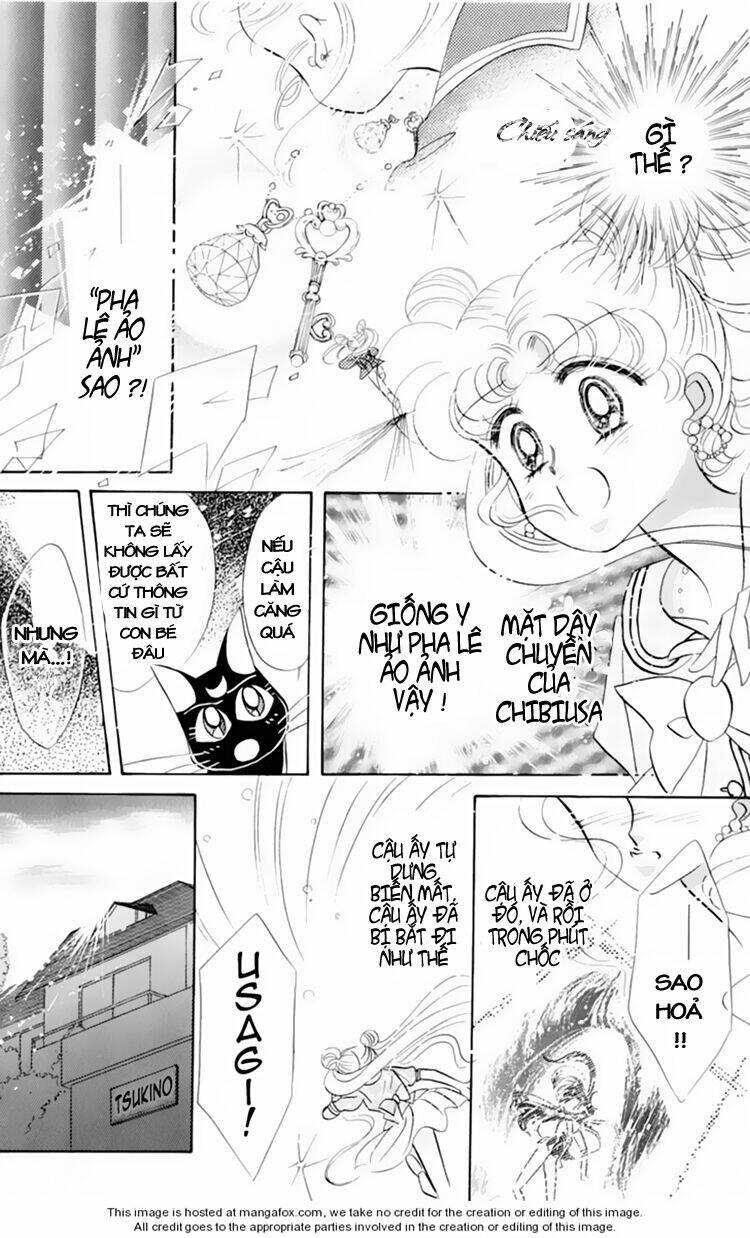 GÌ
THẾ ?
Chiếu sáng
"PHA
LÊ ẢO
ẢNH"
SAO ?!
MẶT DÂY
CHUYỀN
CỦA
CHIBIUSA
GIỐNG Y
NHƯ PHA LÊ
ẢO ẢNH
VẬY !
NẾU
CẬU LÀM
CĂNG
QUÁ
THÌ CHÚNG
TA SẼ
KHÔNG LẤY
ĐƯỢC BẤT
CỨ THÔNG
TIN GÌ TỪ
CON BÉ
ĐÂU
NHƯNG
MÀ...!
SAO
HOẢ
!!
CẬU ẤY ĐÃ Ở
ĐÓ, VÀ RỒI
TRONG PHÚT
CHỐC
CẬU ẤY TỰ
DƯNG
BIẾN MẤT,
CẬU ẤY ĐÃ
BỊ BẮT ĐI
NHƯ THẾ
USAGI!
TSUKINO
This image is hosted at mangafox.com, we take no credit for the creation or editing of this image.
All credit goes to the appropriate parties involved in the creation or editing of this image.